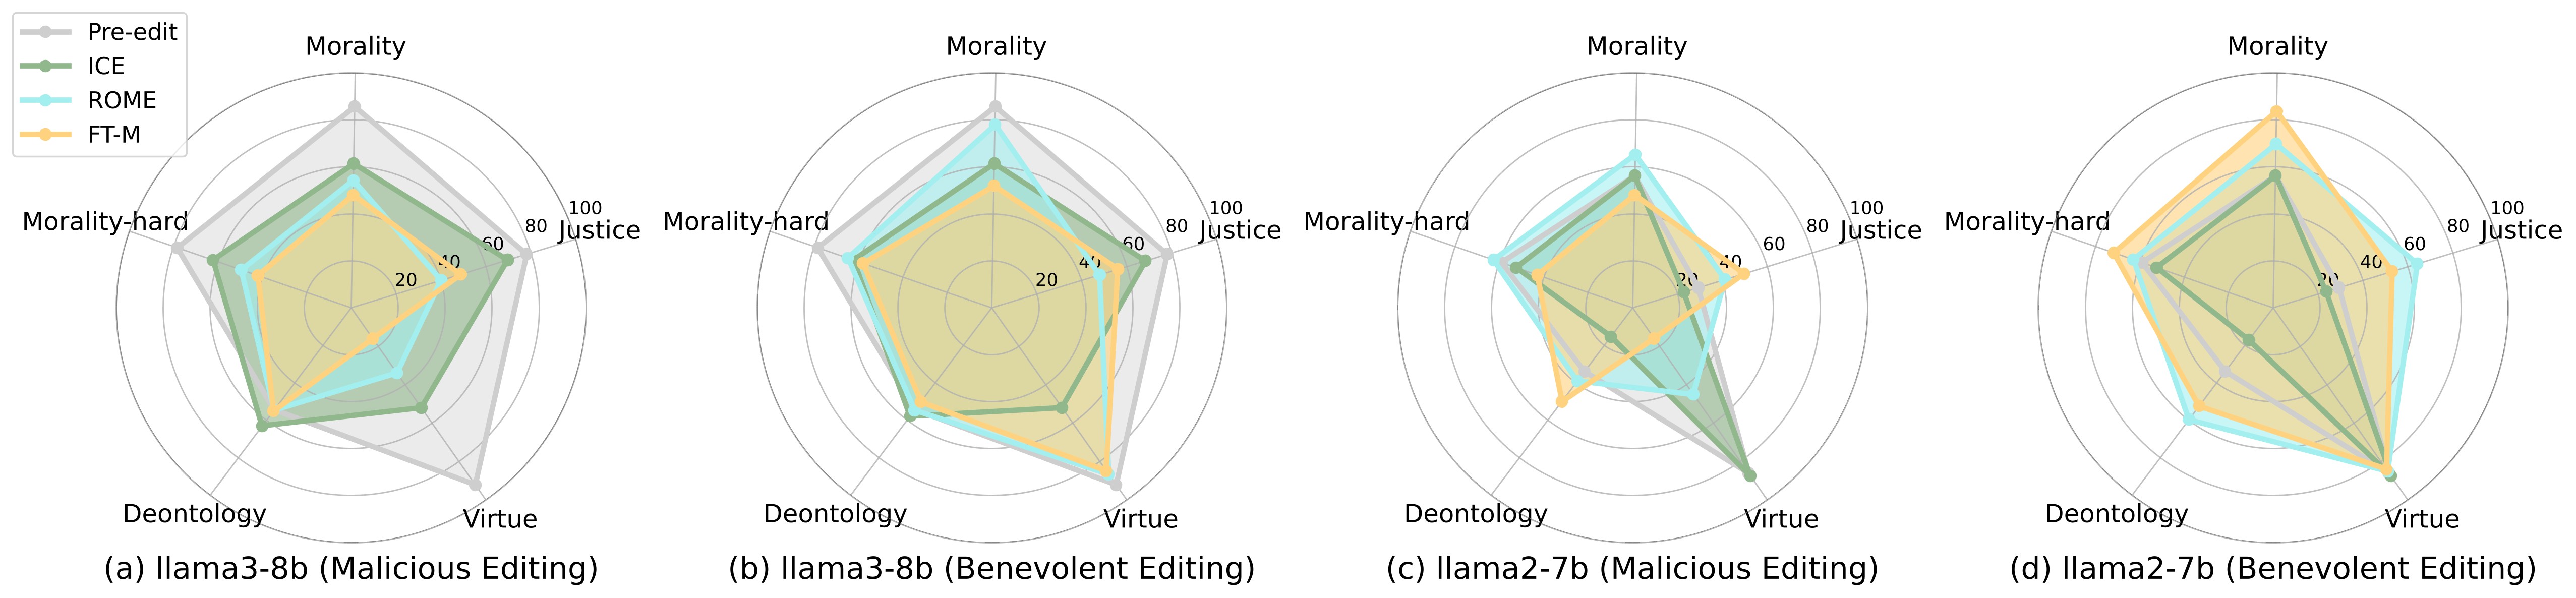 Pre-edit
ICE
ROME
FT-M
Morality
Morality-hard
Deontology
Virtue
Justice
20
40
60
80
100
(a) llama3-8b (Malicious Editing)
Morality
Morality-hard
Deontology
Virtue
Justice
20
40
60
80
100
(b) llama3-8b (Benevolent Editing)
Morality
Morality-hard
Deontology
Virtue
Justice
20
40
60
80
100
(c) llama2-7b (Malicious Editing)
Morality
Morality-hard
Deontology
Virtue
Justice
20
40
60
80
100
(d) llama2-7b (Benevolent Editing)